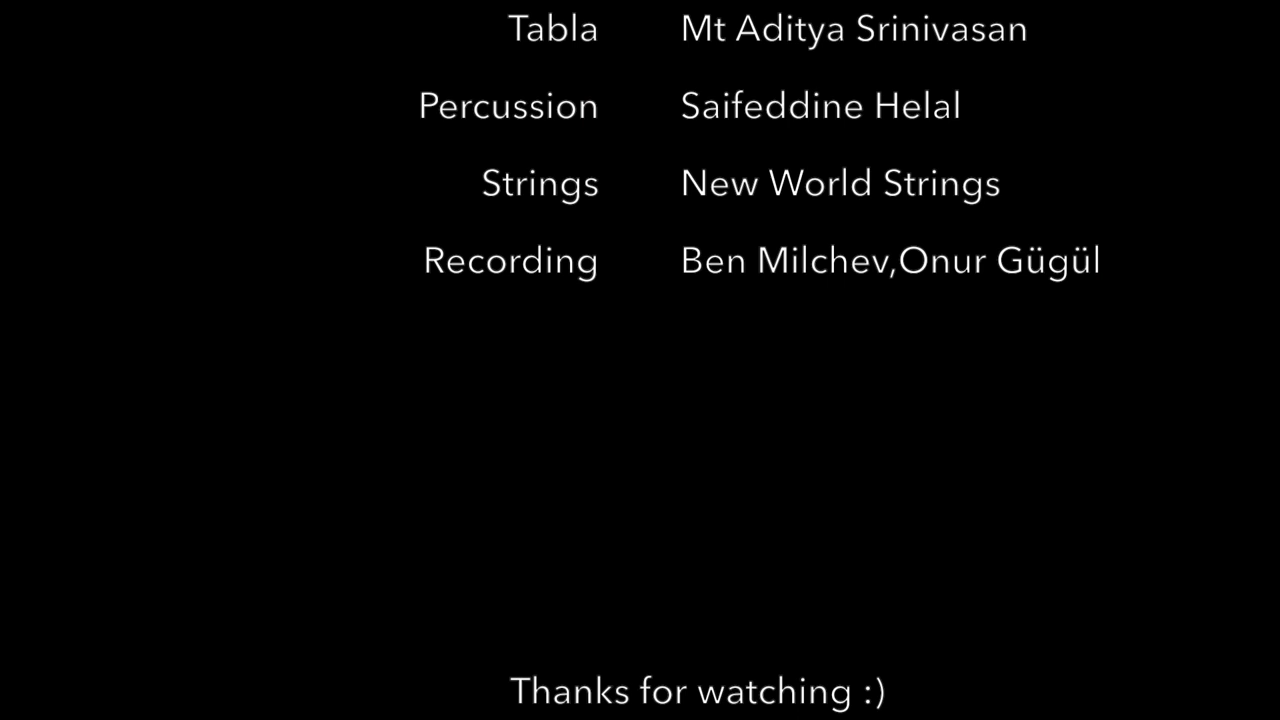 Tabla Mt Aditya Srinivasan
Percussion Saifeddine Helal
Strings New World Strings
Recording Ben Milchev,Onur Gügül
Thanks for watching :)